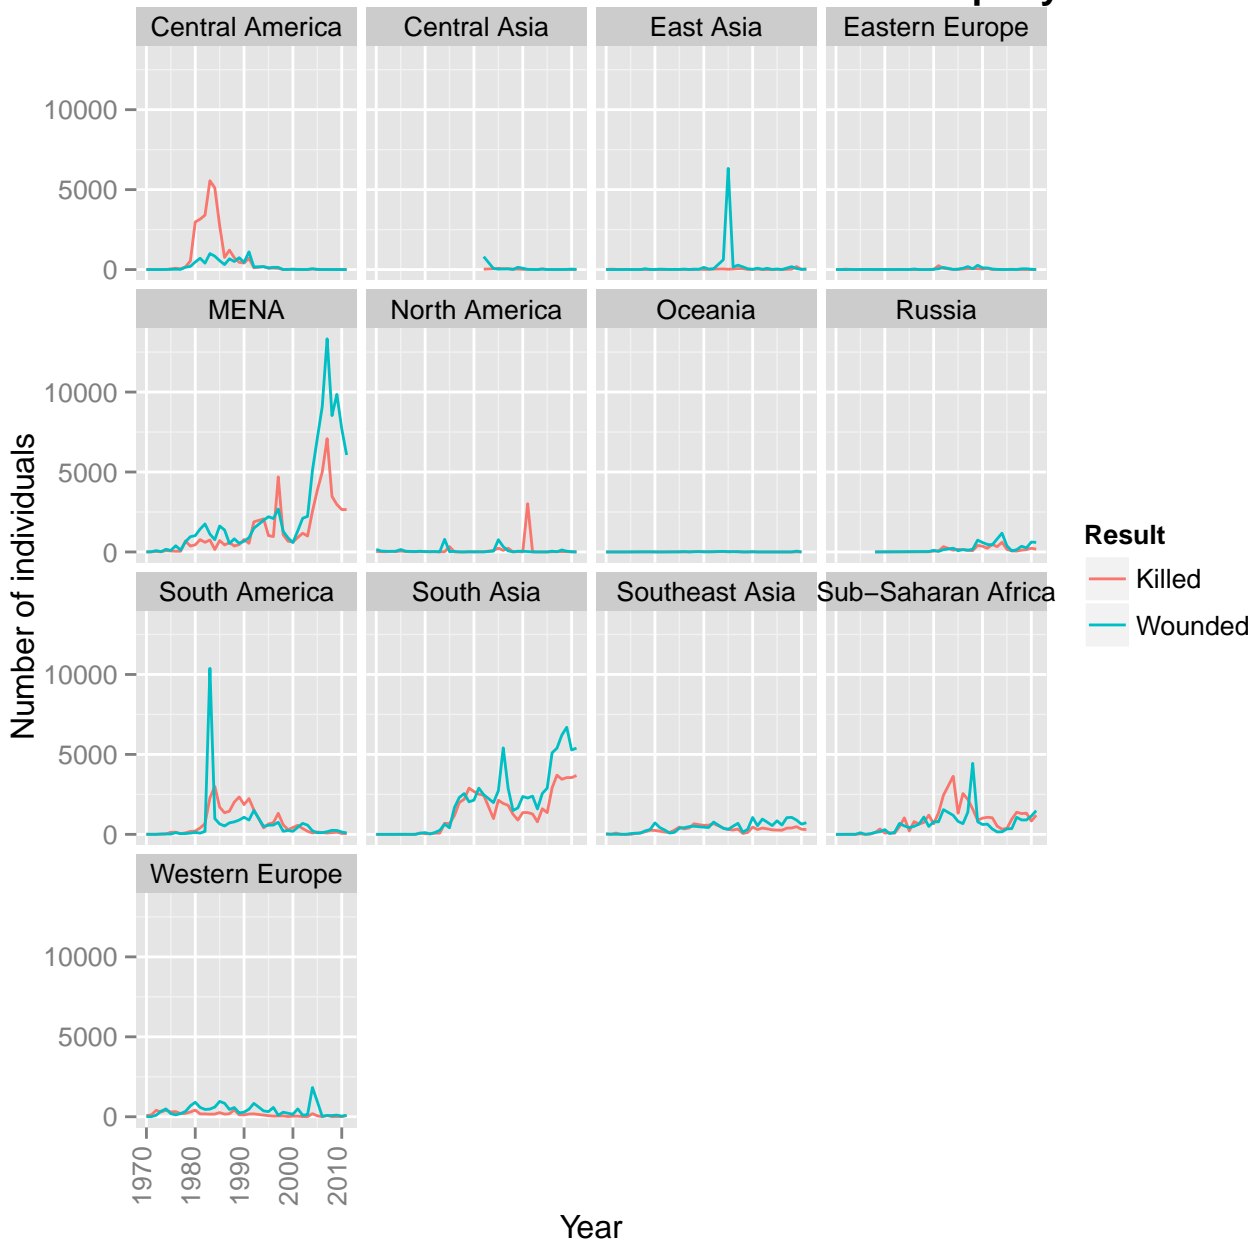 Central America Central Asia East Asia Eastern Europe
10000
5000
0
MENA North America Oceania Russia
10000
5000
0
South America South Asia Southeast Asia Sub−Saharan Africa
10000
5000
0
Western Europe
10000
5000
0
1970 1980 1990 2000 2010
Year
Number of individuals
Result
Killed
Wounded